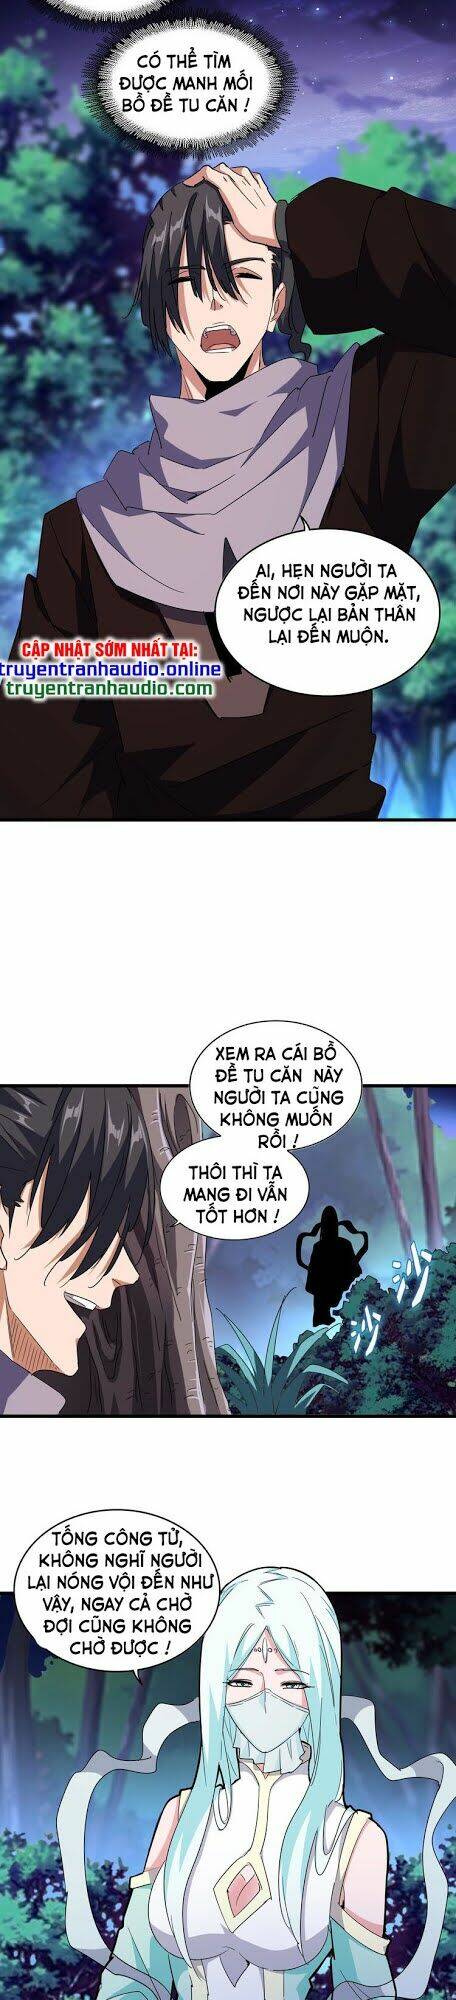 CÓ THỂ TÌM
ĐƯỢC MANH MỐI
BỒ ĐỀ TU CĂN !
AI, HẸN NGƯỜI TA
ĐẾN NƠI NÀY GẶP MẶT,
NGƯỢC LẠI BẢN THÂN
LẠI ĐẾN MUỘN.
CẬP NHẬT SỚM NHẤT TẠI:
truyentranhaudio.online
truyentranhaudio.com
XEM RA CÁI BỒ
ĐỀ TU CĂN NÀY
NGƯỜI TA CŨNG
KHÔNG MUỐN
RỒI !
THÔI THÌ TA
MANG ĐI VẪN
TỐT HƠN !
沙
沙
TỐNG CÔNG TỬ,
KHÔNG NGHĨ NGƯỜI
LẠI NÓNG VỘI ĐẾN NHƯ
VẬY, NGAY CẢ CHỜ
ĐỢI CŨNG KHÔNG
CHỜ ĐƯỢC !